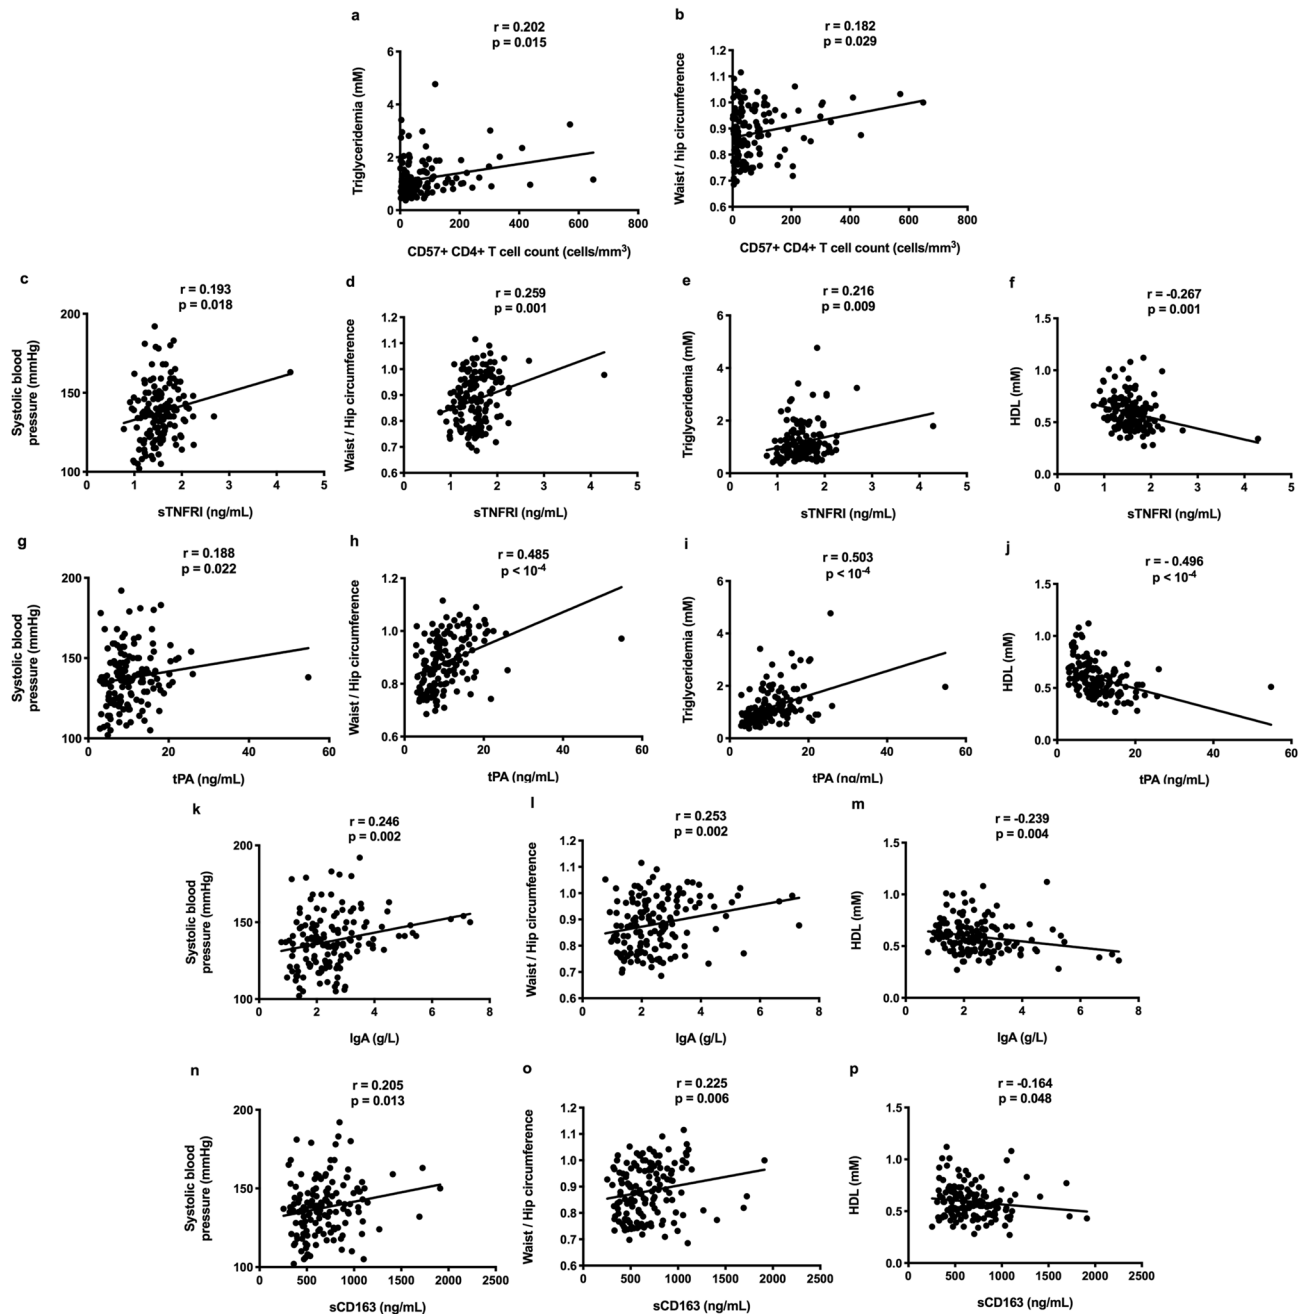 a
r = 0.202
p = 0.015
Triglyceridemia (mM)
6
4
2
0
0 200 400 600 800
CD57+ CD4+ T cell count (cells/mm³)
b
r = 0.182
p = 0.029
Waist / hip circumference
1.2
1.1
1.0
0.9
0.8
0.7
0.6
0 200 400 600 800
CD57+ CD4+ T cell count (cells/mm³)
c
r = 0.193
p = 0.018
Systolic blood
pressure (mmHg)
200
150
100
0 1 2 3 4 5
sTNFRI (ng/mL)
d
r = 0.259
p = 0.001
Waist / Hip circumference
1.2
1.1
1.0
0.9
0.8
0.7
0.6
0 1 2 3 4 5
sTNFRI (ng/mL)
e
r = 0.216
p = 0.009
Triglyceridemia (mM)
6
4
2
0
0 1 2 3 4 5
sTNFRI (ng/mL)
f
r = -0.267
p = 0.001
HDL (mM)
1.5
1.0
0.5
0.0
0 1 2 3 4 5
sTNFRI (ng/mL)
g
r = 0.188
p = 0.022
Systolic blood
pressure (mmHg)
200
150
100
0 20 40 60
tPA (ng/mL)
h
r = 0.485
p < 10⁻⁴
Waist / Hip circumference
1.2
1.0
0.8
0.6
0 20 40 60
tPA (ng/mL)
i
r = 0.503
p < 10⁻⁴
Triglyceridemia (mM)
6
4
2
0
0 20 40 60
tPA (ng/mL)
j
r = - 0.496
p < 10⁻⁴
HDL (mM)
1.5
1.0
0.5
0.0
0 20 40 60
tPA (ng/mL)
k
r = 0.246
p = 0.002
Systolic blood
pressure (mmHg)
200
150
100
0 2 4 6 8
IgA (g/L)
l
r = 0.253
p = 0.002
Waist / Hip circumference
1.2
1.1
1.0
0.9
0.8
0.7
0.6
0 2 4 6 8
IgA (g/L)
m
r = -0.239
p = 0.004
HDL (mM)
1.5
1.0
0.5
0.0
0 2 4 6 8
IgA (g/L)
n
r = 0.205
p = 0.013
Systolic blood
pressure (mmHg)
200
150
100
0 500 1000 1500 2000 2500
sCD163 (ng/mL)
o
r = 0.225
p = 0.006
Waist / Hip circumference
1.2
1.1
1.0
0.9
0.8
0.7
0.6
0 500 1000 1500 2000 2500
sCD163 (ng/mL)
p
r = -0.164
p = 0.048
HDL (mM)
1.5
1.0
0.5
0.0
0 500 1000 1500 2000 2500
sCD163 (ng/mL)